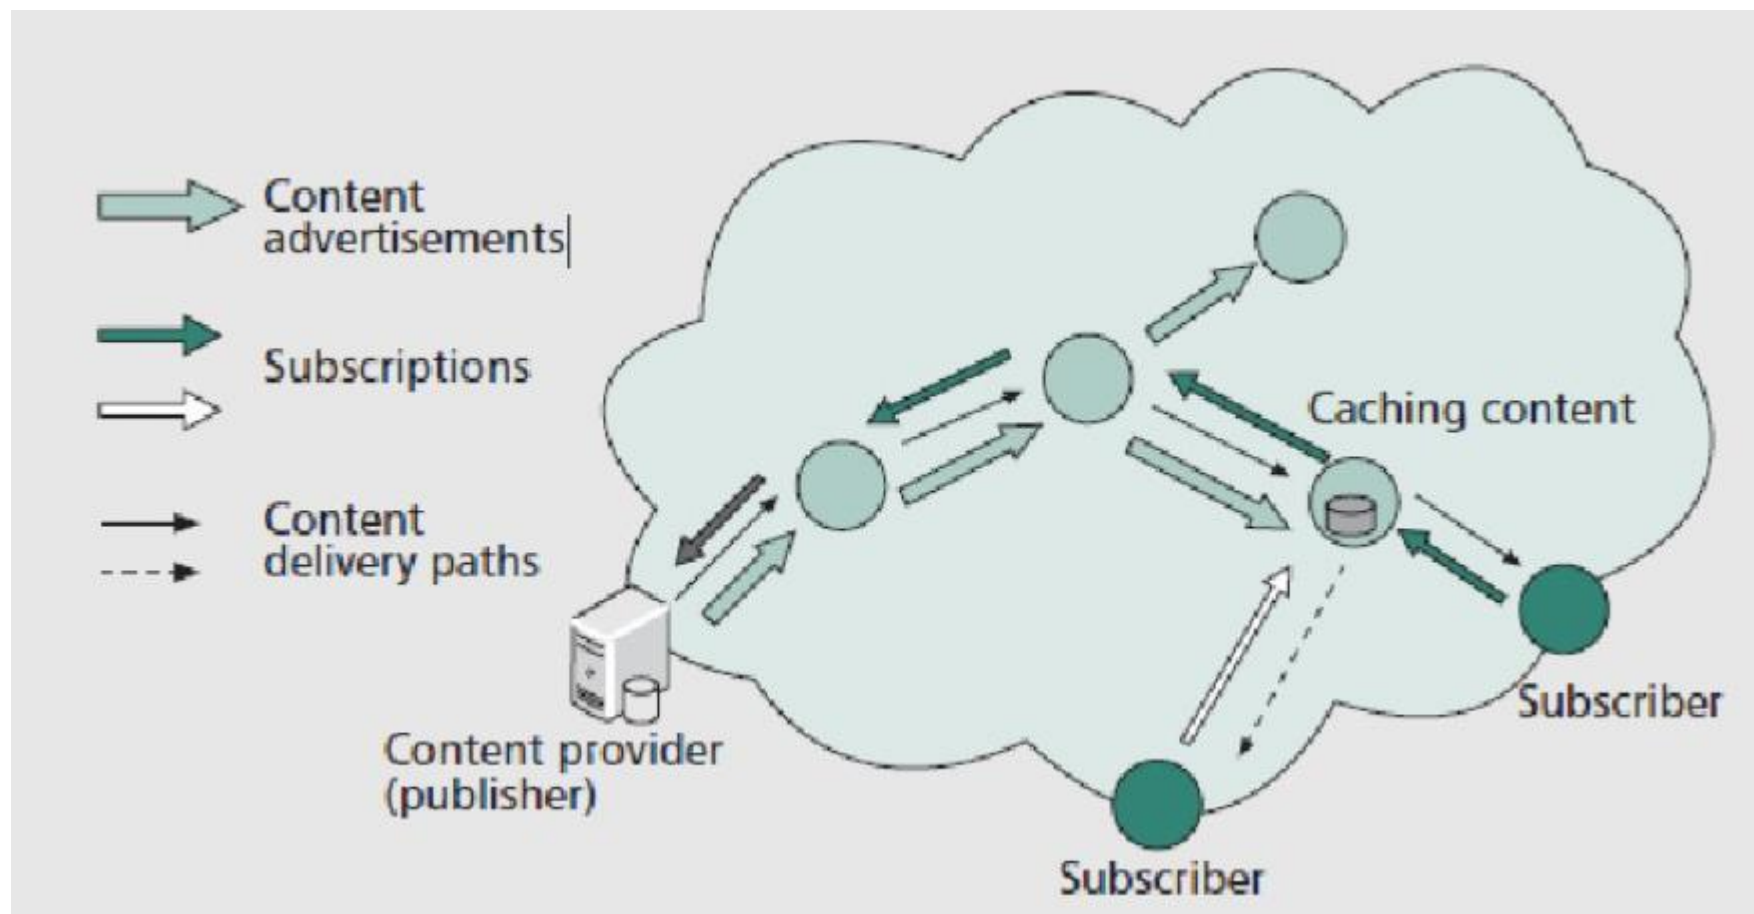 Content
advertisements
Subscriptions
Content
delivery paths
Caching content
Subscriber
Content provider
(publisher)
Subscriber